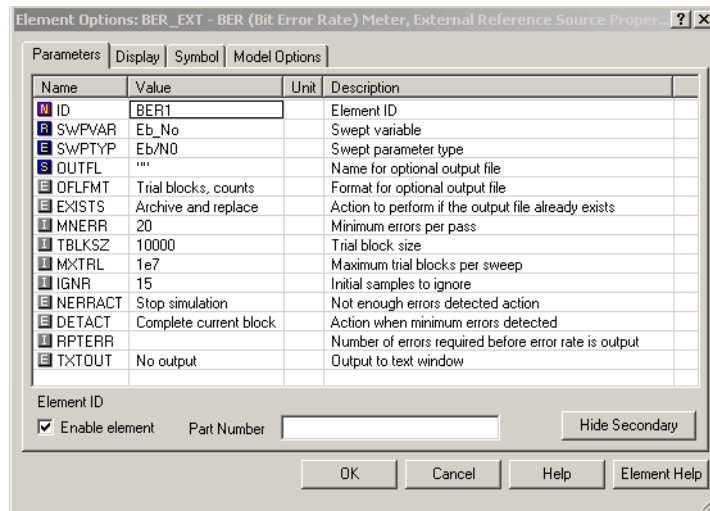 Element Options: BER_EXT - BER (Bit Error Rate) Meter, External Reference Source Proper...
Parameters Display Symbol Model Options
Name Value Unit Description
N ID BER1 Element ID
R SWPVAR Eb_No Swept variable
E SWPTYP Eb/N0 Swept parameter type
S OUTFL "" Name for optional output file
E OFLFMT Trial blocks, counts Format for optional output file
E EXISTS Archive and replace Action to perform if the output file already exists
I MNERR 20 Minimum errors per pass
I TBLKSZ 10000 Trial block size
I MXTRL 1e7 Maximum trial blocks per sweep
I IGNR 15 Initial samples to ignore
E NERRACT Stop simulation Not enough errors detected action
E DETACT Complete current block Action when minimum errors detected
I RPTERR Number of errors required before error rate is output
E TXTOUT No output Output to text window
Element ID
Enable element Part Number Hide Secondary
OK Cancel Help Element Help